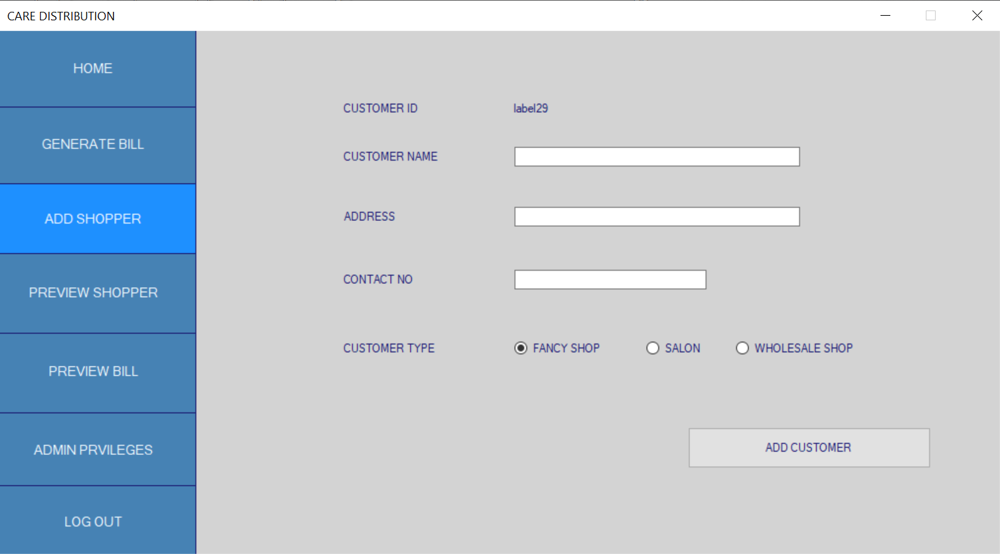 CARE DISTRIBUTION
HOME
GENERATE BILL
ADD SHOPPER
PREVIEW SHOPPER
PREVIEW BILL
ADMIN PRVILEGES
LOG OUT
CUSTOMER ID label29
CUSTOMER NAME
ADDRESS
CONTACT NO
CUSTOMER TYPE FANCY SHOP SALON WHOLESALE SHOP
ADD CUSTOMER